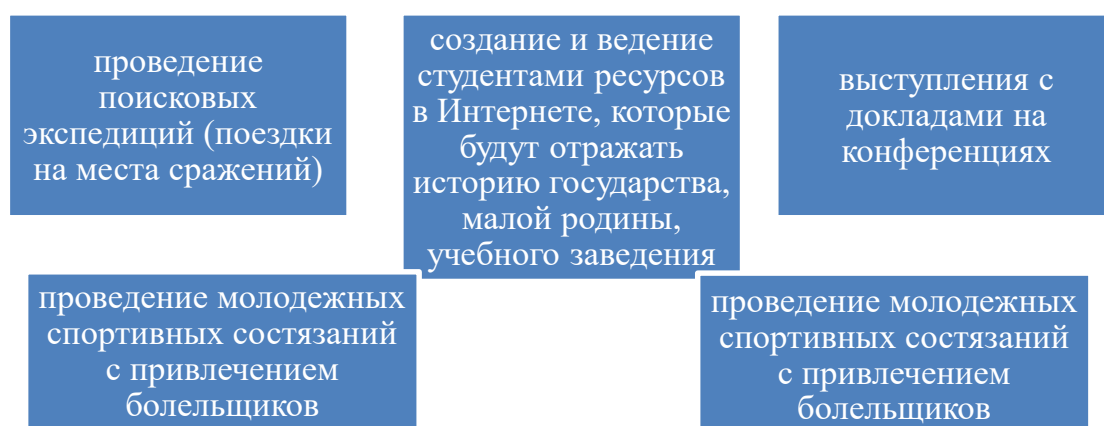 проведение
поисковых
экспедиций (поездки
на места сражений)
создание и ведение
студентами ресурсов
в Интернете, которые
будут отражать
историю государства,
малой родины,
учебного заведения
выступления с
докладами на
конференциях
проведение молодежных
спортивных состязаний
с привлечением
болельщиков
проведение молодежных
спортивных состязаний
с привлечением
болельщиков